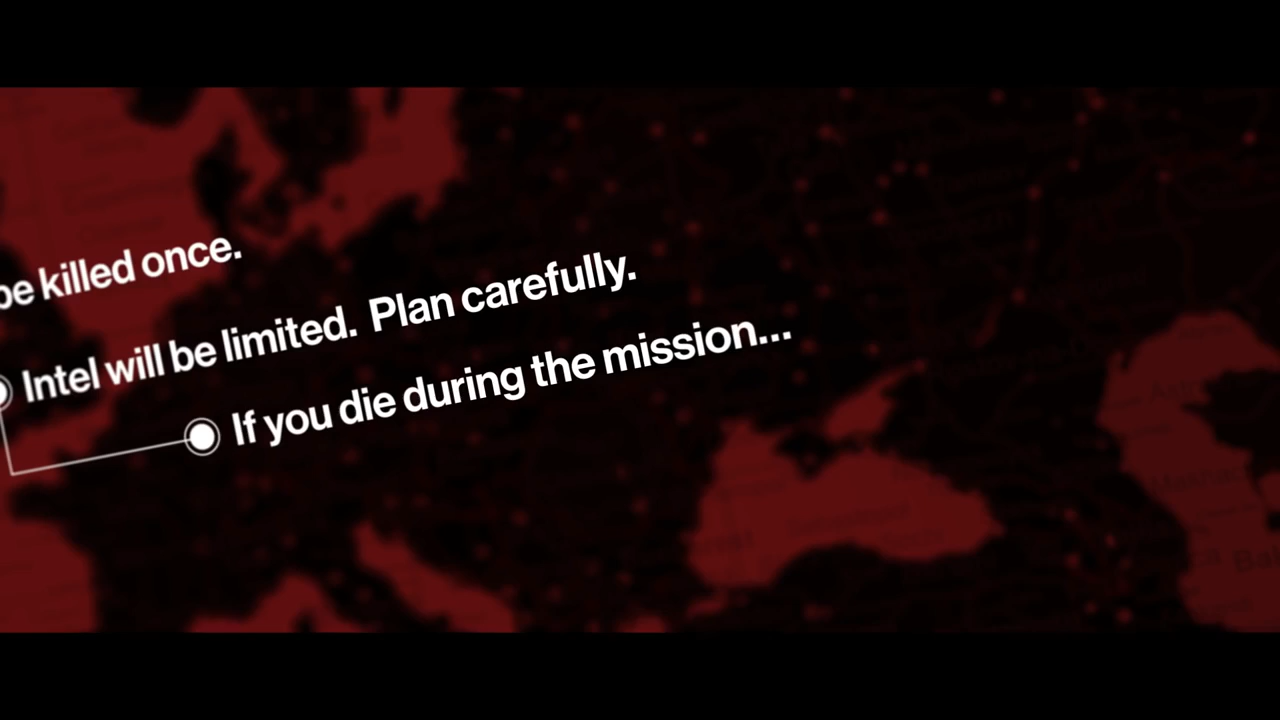 be killed once.
Intel will be limited. Plan carefully.
If you die during the mission...